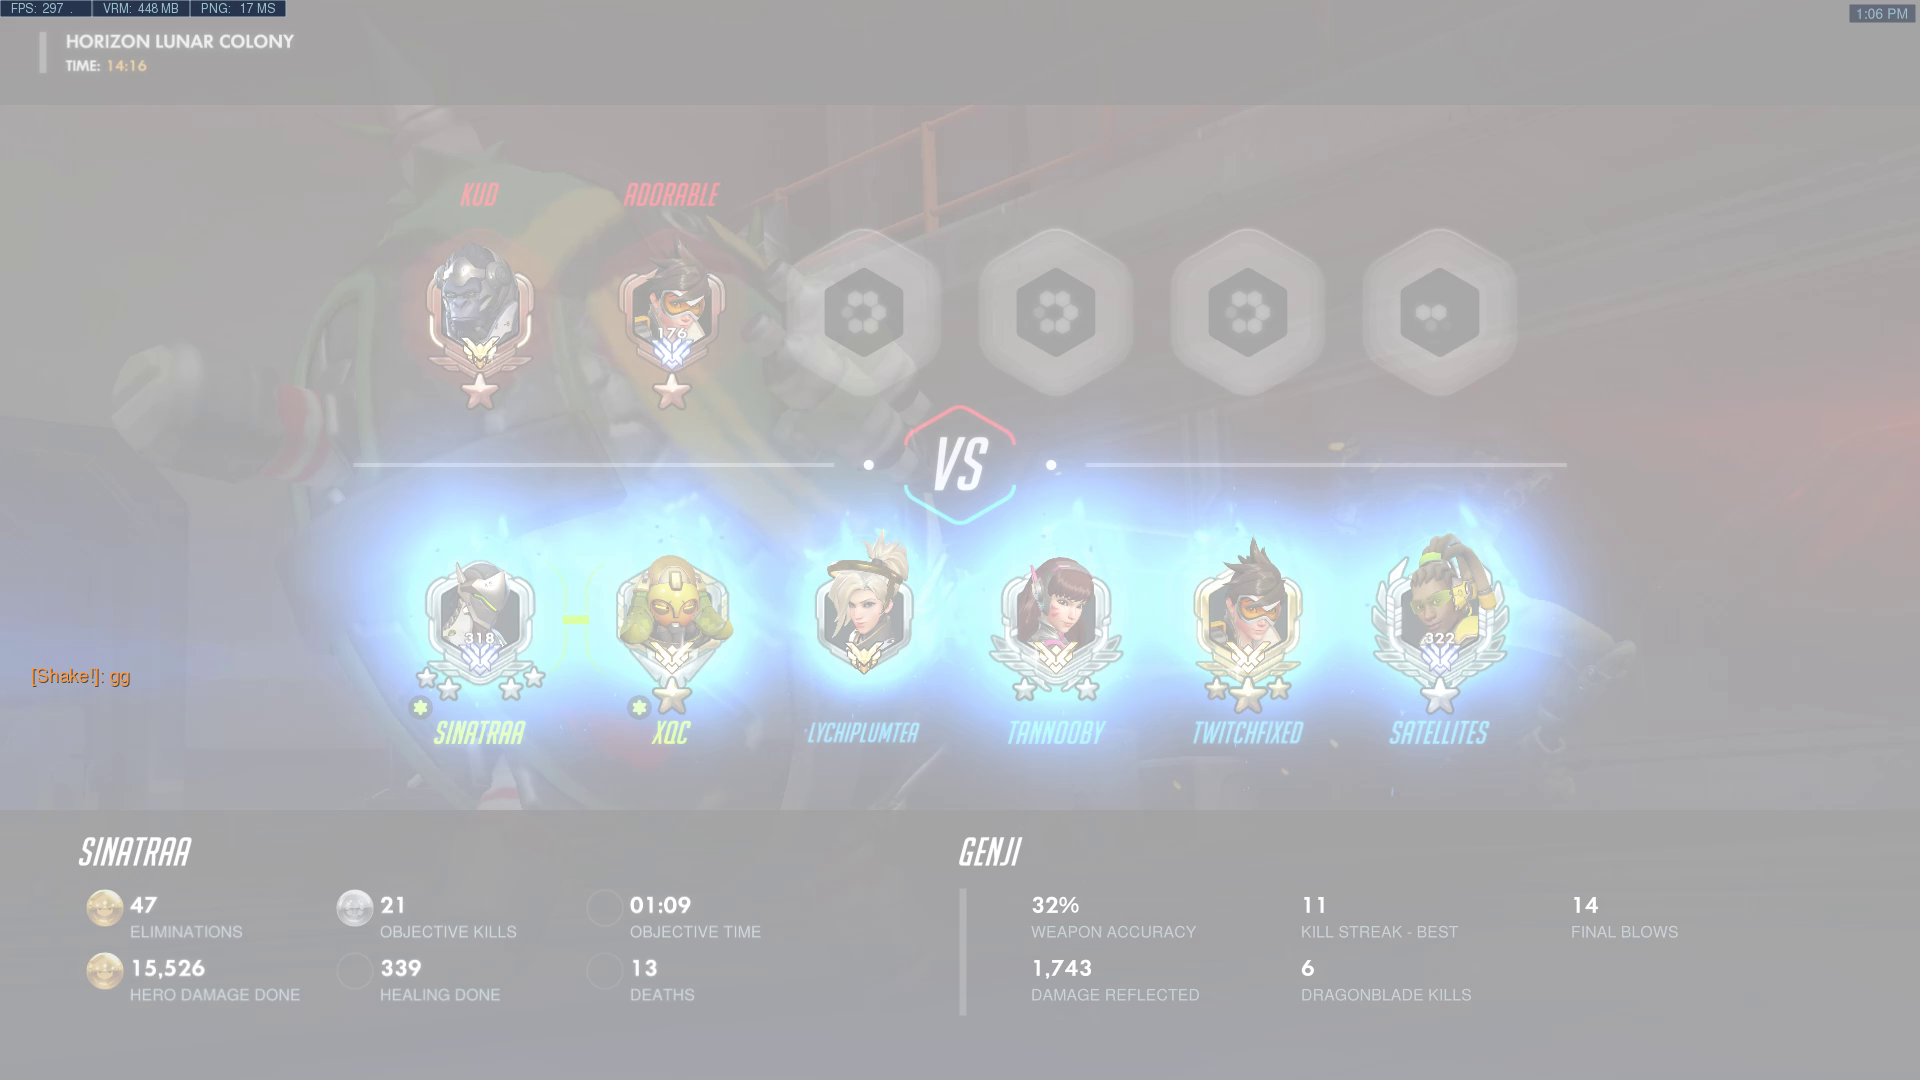 FPS: 297 . VRM: 448 MB PNG: 17 MS
1:06 PM
HORIZON LUNAR COLONY
TIME: 14:16
KUD ADORABLE
176
VS
318 322
[Shake!]: gg
SINATRAA XQC LYCHIPLUMTEA TANNOOBY TWITCHFIXED SATELLITES
SINATRAA GENJI
47 21 01:09 32% 11 14
ELIMINATIONS OBJECTIVE KILLS OBJECTIVE TIME WEAPON ACCURACY KILL STREAK - BEST FINAL BLOWS
15,526 339 13 1,743 6
HERO DAMAGE DONE HEALING DONE DEATHS DAMAGE REFLECTED DRAGONBLADE KILLS